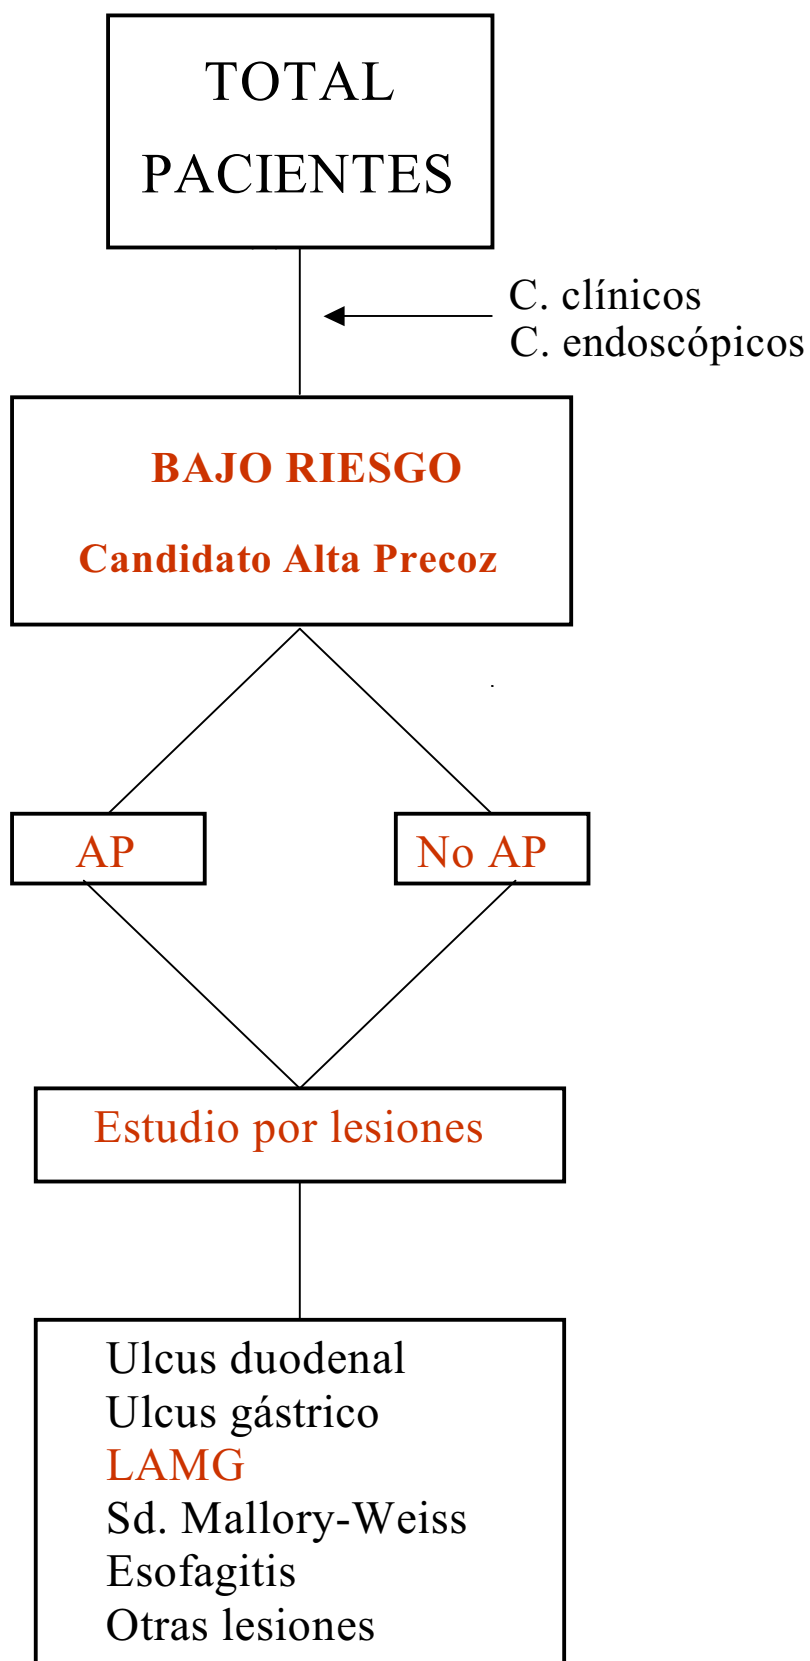 TOTAL
PACIENTES
C. clínicos
C. endoscópicos
BAJO RIESGO
Candidato Alta Precoz
AP
No AP
Estudio por lesiones
Ulcus duodenal
Ulcus gástrico
LAMG
Sd. Mallory-Weiss
Esofagitis
Otras lesiones